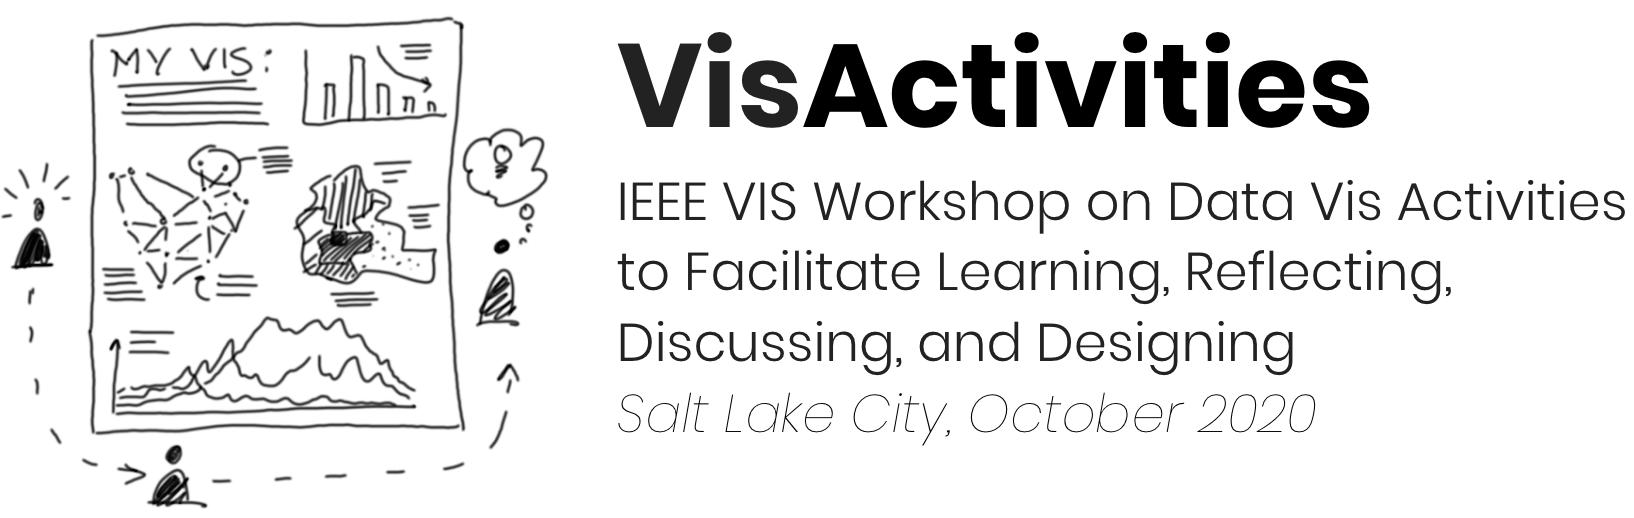 MY VIS:
VisActivities
IEEE VIS Workshop on Data Vis Activities
to Facilitate Learning, Reflecting,
Discussing, and Designing
Salt Lake City, October 2020